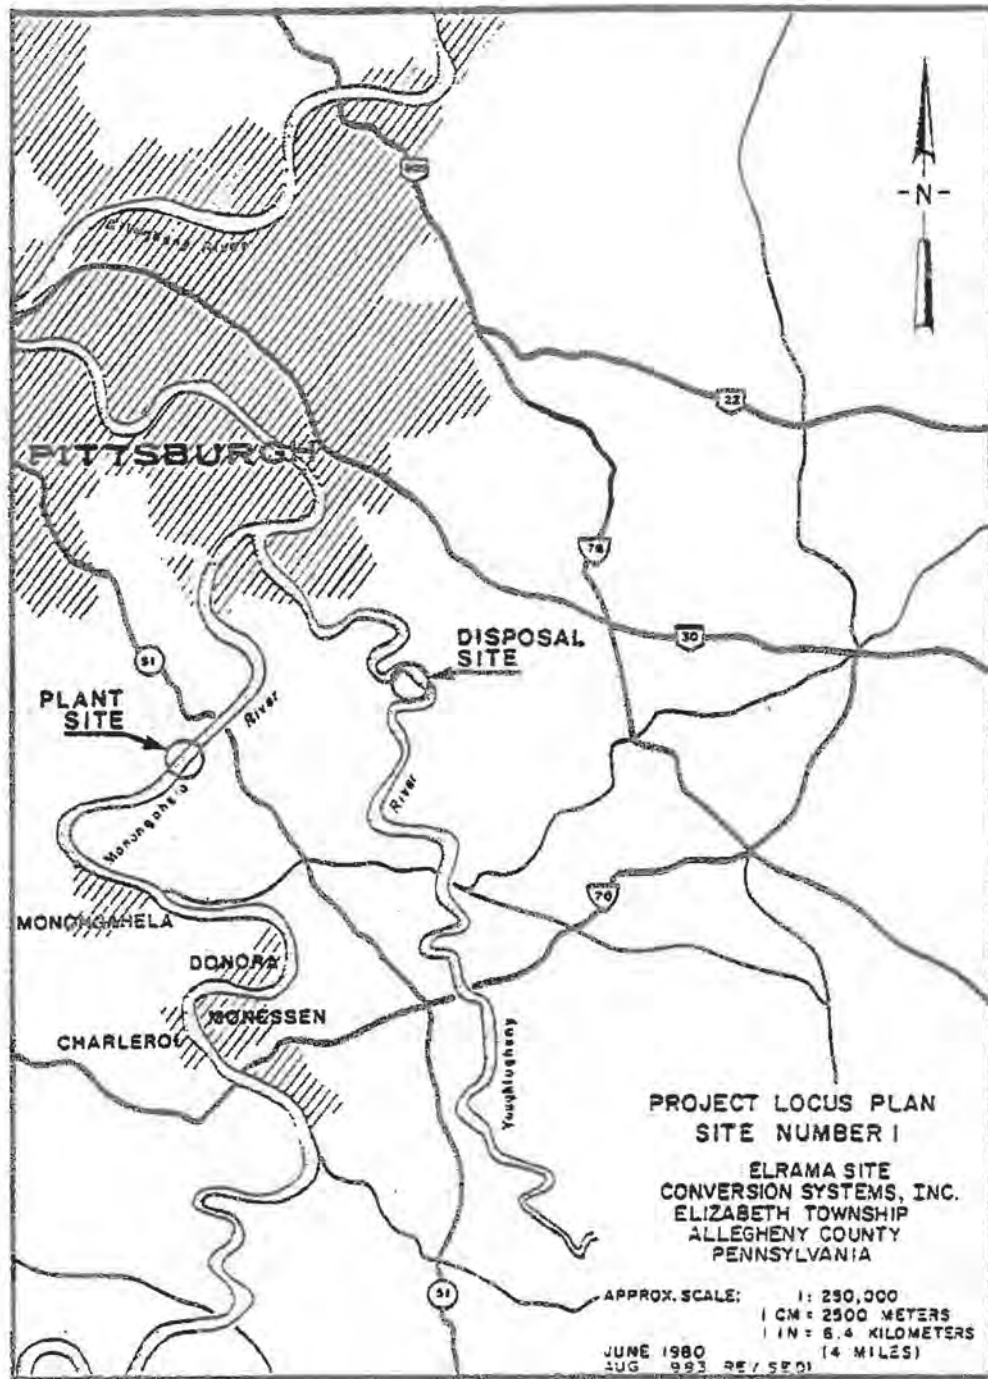 River
-N-
22
PITTSBURGH
76
30
DISPOSAL
SITE
51
PLANT
SITE
River
River
Monongahela
70
MONONGAHELA
DONORA
MONESSEN
CHARLEROI
Youghiogheny
PROJECT LOCUS PLAN
SITE NUMBER I
ELRAMA SITE
CONVERSION SYSTEMS, INC.
ELIZABETH TOWNSHIP
ALLEGHENY COUNTY
PENNSYLVANIA
51
APPROX. SCALE: 1: 250,000
1 CM = 2500 METERS
1 IN = 6.4 KILOMETERS
(4 MILES)
JUNE 1980